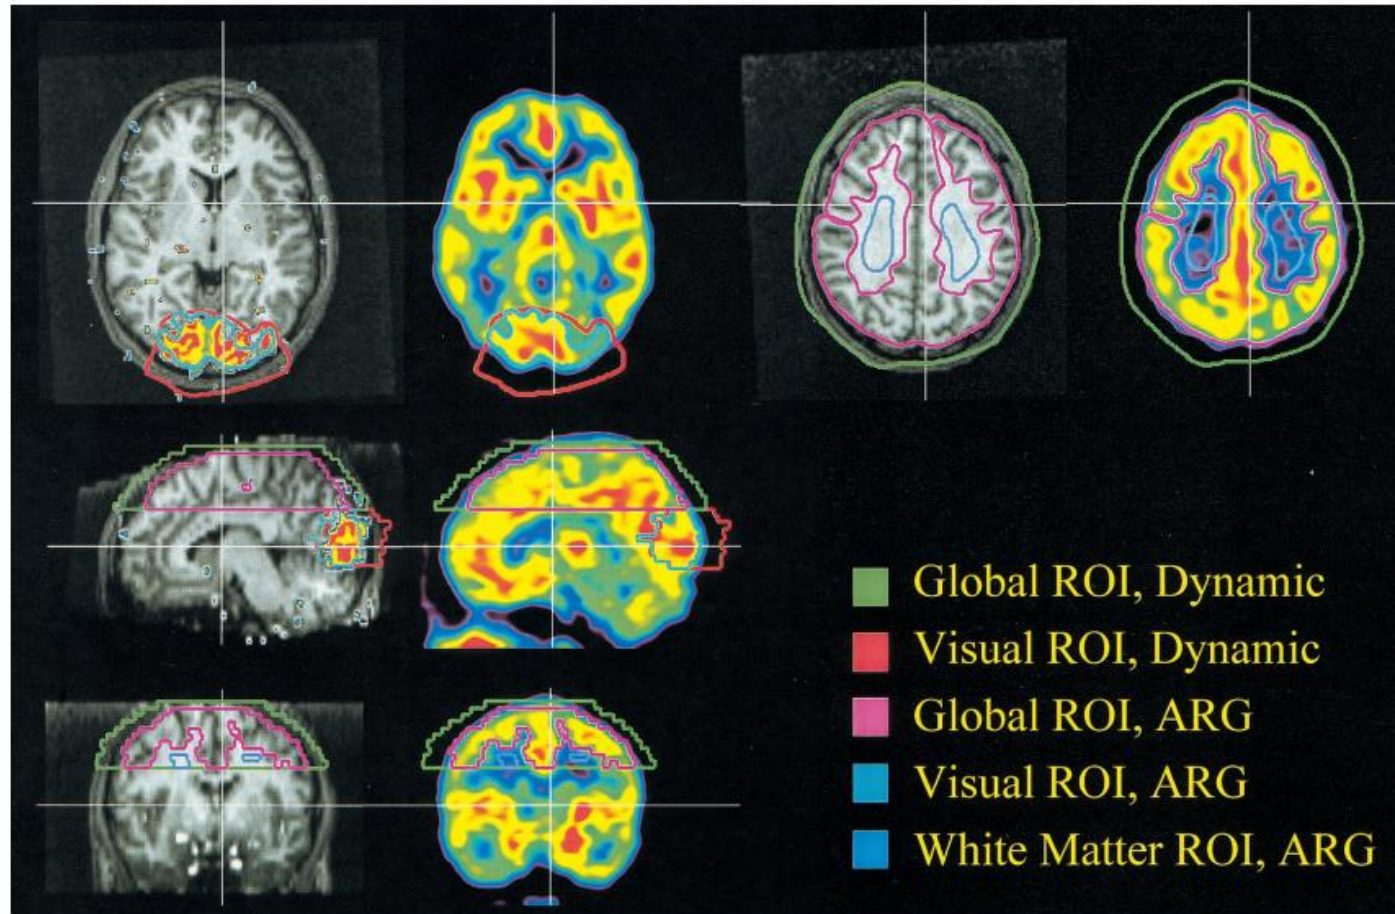 Global ROI, Dynamic
Visual ROI, Dynamic
Global ROI, ARG
Visual ROI, ARG
White Matter ROI, ARG